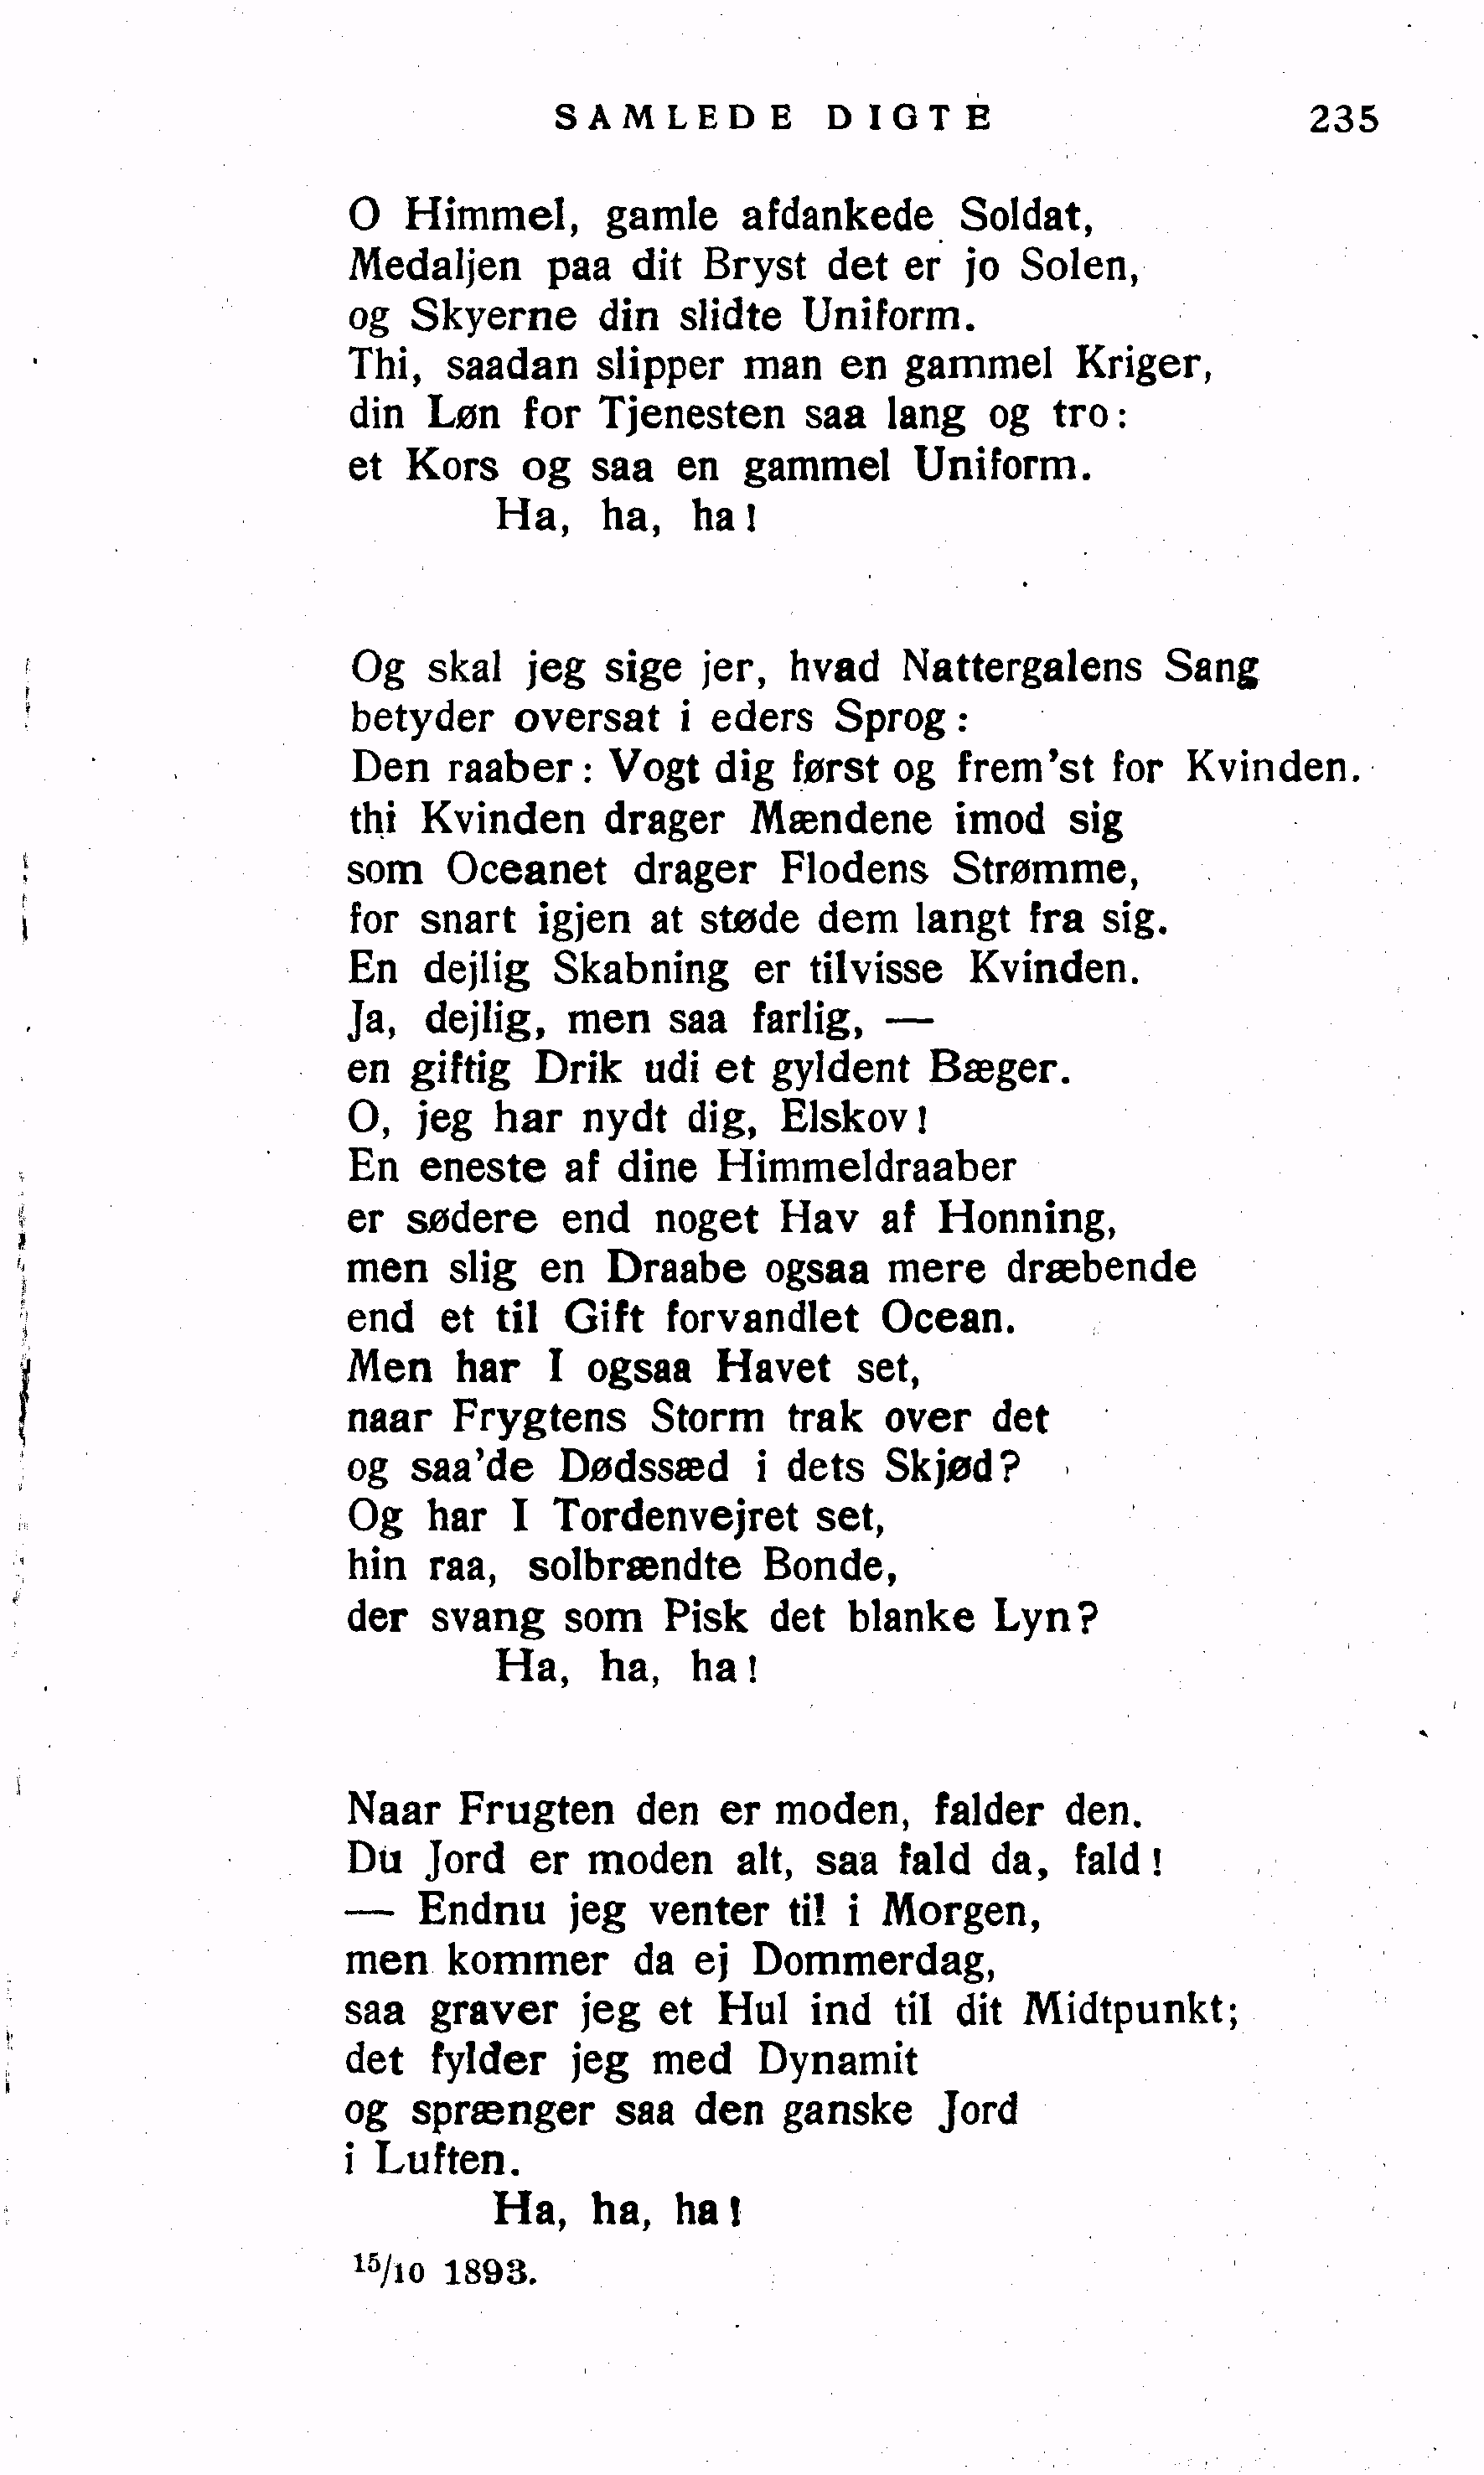 SAMLEDE DIGTE 235
O Himmel, gamle afdankede Soldat,
Medaljen paa dit Bryst det er jo Solen,
og Skyerne din slidte Uniform.
Thi, saadan slipper man en gammel Kriger,
din Løn for Tjenesten saa lang og tro:
et Kors og saa en gammel Uniform.
Ha, ha, ha!
Og skal jeg sige jer, hvad Nattergalens Sang
betyder oversat i eders Sprog:
Den raaber: Vogt dig først og frem'st for Kvinden.
thi Kvinden drager Mændene imod sig
som Oceanet drager Flodens Strømme,
for snart igjen at støde dem langt fra sig.
En dejlig Skabning er tilvisse Kvinden.
Ja, dejlig, men saa farlig, —
en giftig Drik udi et gyldent Bæger.
O, jeg har nydt dig, Elskov!
En eneste af dine Himmeldraaber
er sødere end noget Hav af Honning,
men slig en Draabe ogsaa mere dræbende
end et til Gift forvandlet Ocean.
Men har I ogsaa Havet set,
naar Frygtens Storm trak over det
og saa'de Dødssæd i dets Skjød?
Og har I Tordenvejret set,
hin raa, solbrændte Bonde,
der svang som Pisk det blanke Lyn?
Ha, ha, ha!
Naar Frugten den er moden, falder den.
Du Jord er moden alt, saa fald da, fald!
— Endnu jeg venter til i Morgen,
men kommer da ej Dommerdag,
saa graver jeg et Hul ind til dit Midtpunkt;
det fylder jeg med Dynamit
og sprænger saa den ganske Jord
i Luften.
Ha, ha, ha!
15/10 1893.